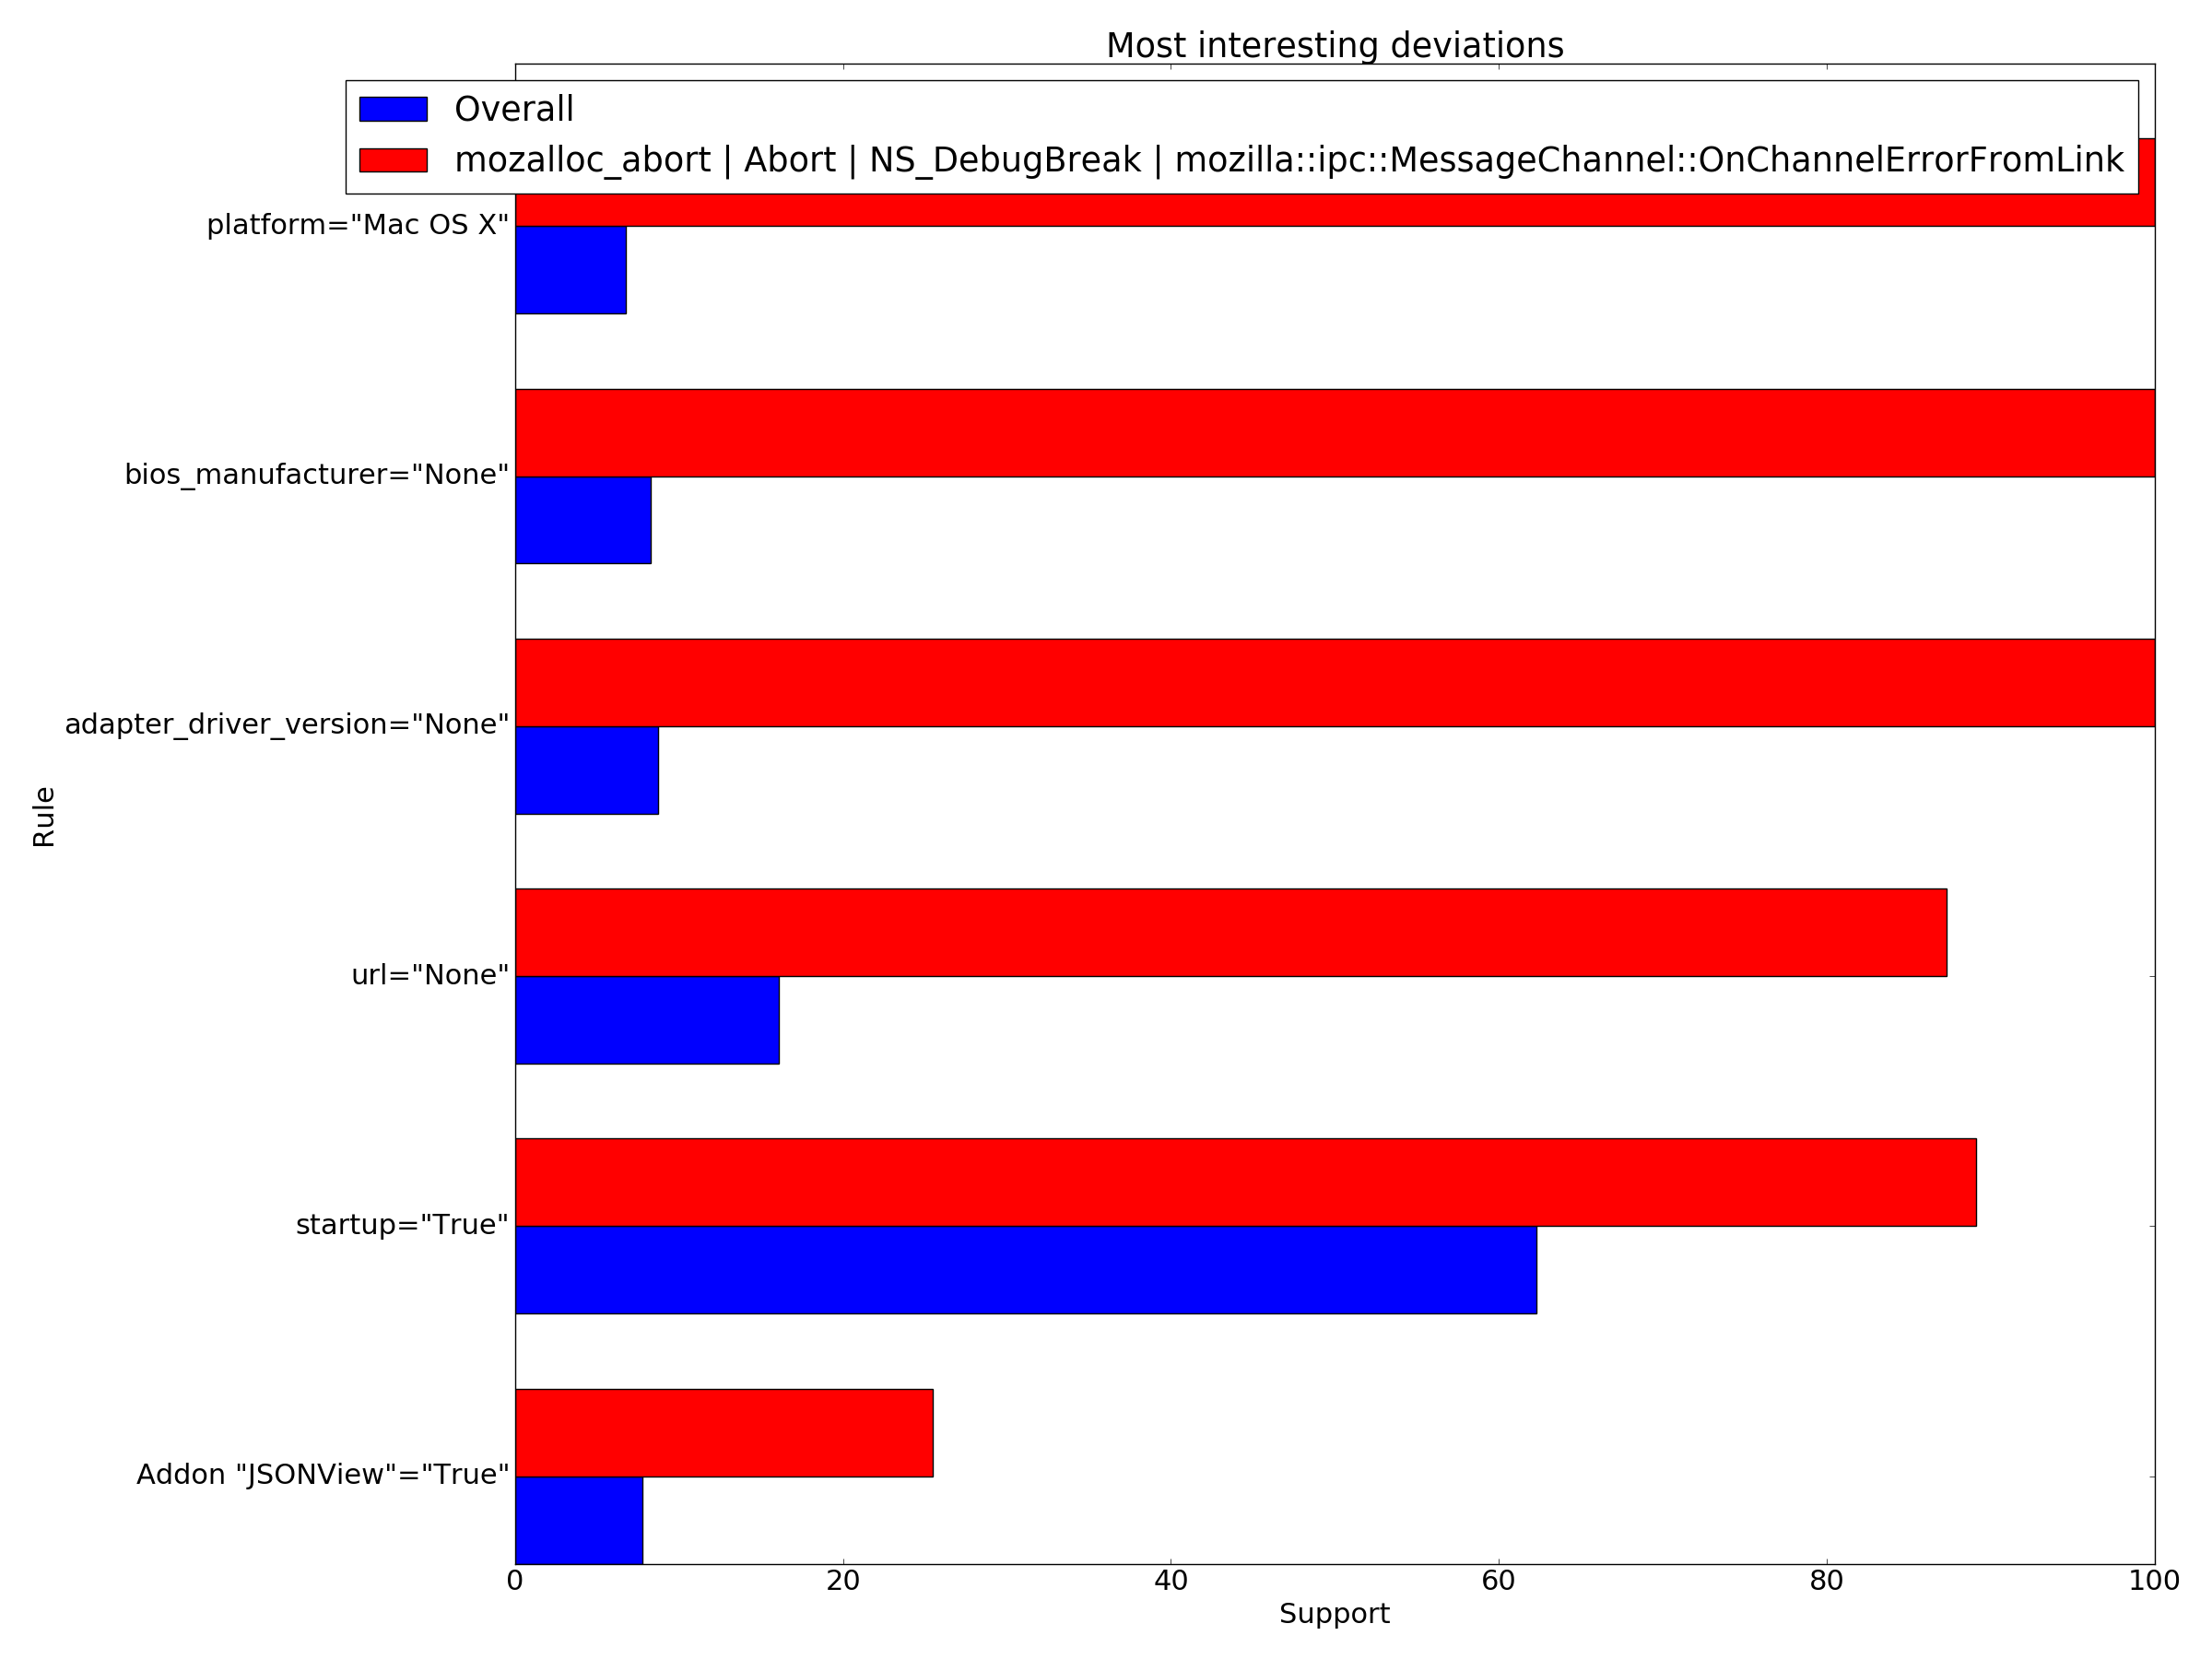 Most interesting deviations
Overall
mozalloc_abort | Abort | NS_DebugBreak | mozilla::ipc::MessageChannel::OnChannelErrorFromLink
platform="Mac OS X"
bios_manufacturer="None"
adapter_driver_version="None"
Rule
url="None"
startup="True"
Addon "JSONView"="True"
0 20 40 60 80 100
Support